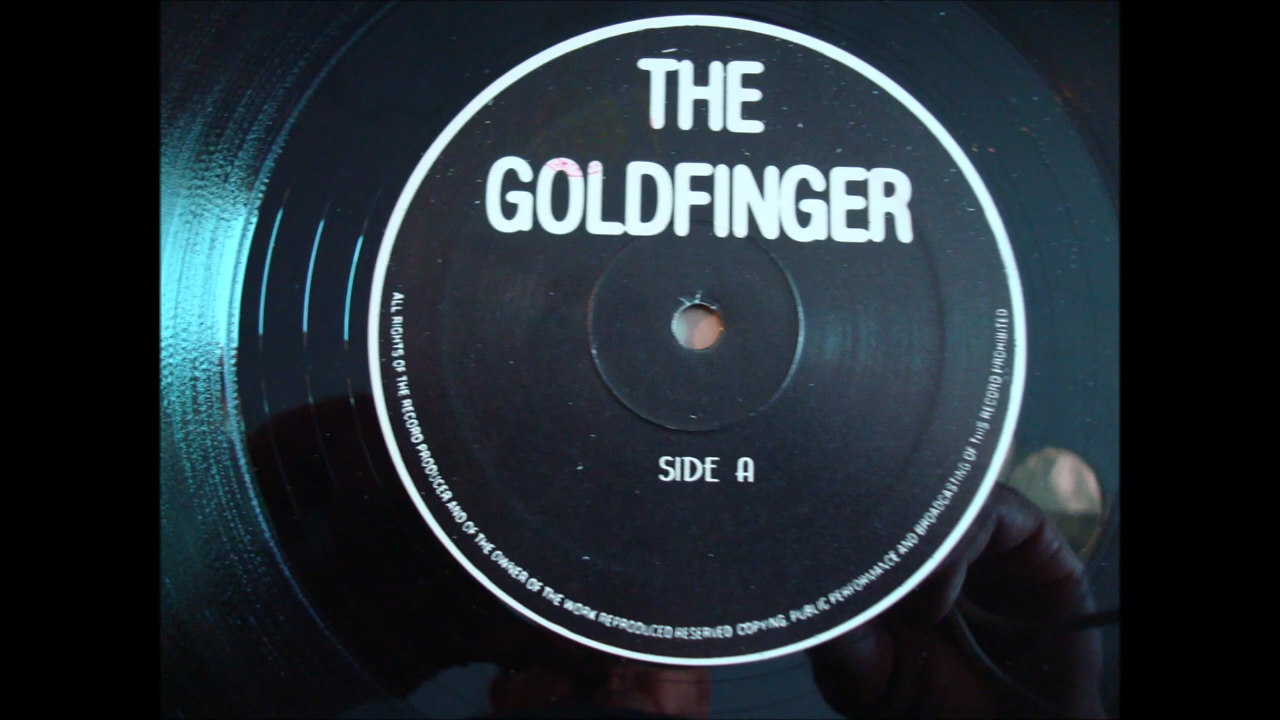 THE
GOLDFINGER
SIDE A
ALL RIGHTS OF THE RECORD PRODUCER AND OF THE OWNER OF THE WORK REPRODUCED RESERVED. COPYING. PUBLIC PERFORMANCE AND BROADCASTING OF THIS RECORD PROHIBITED